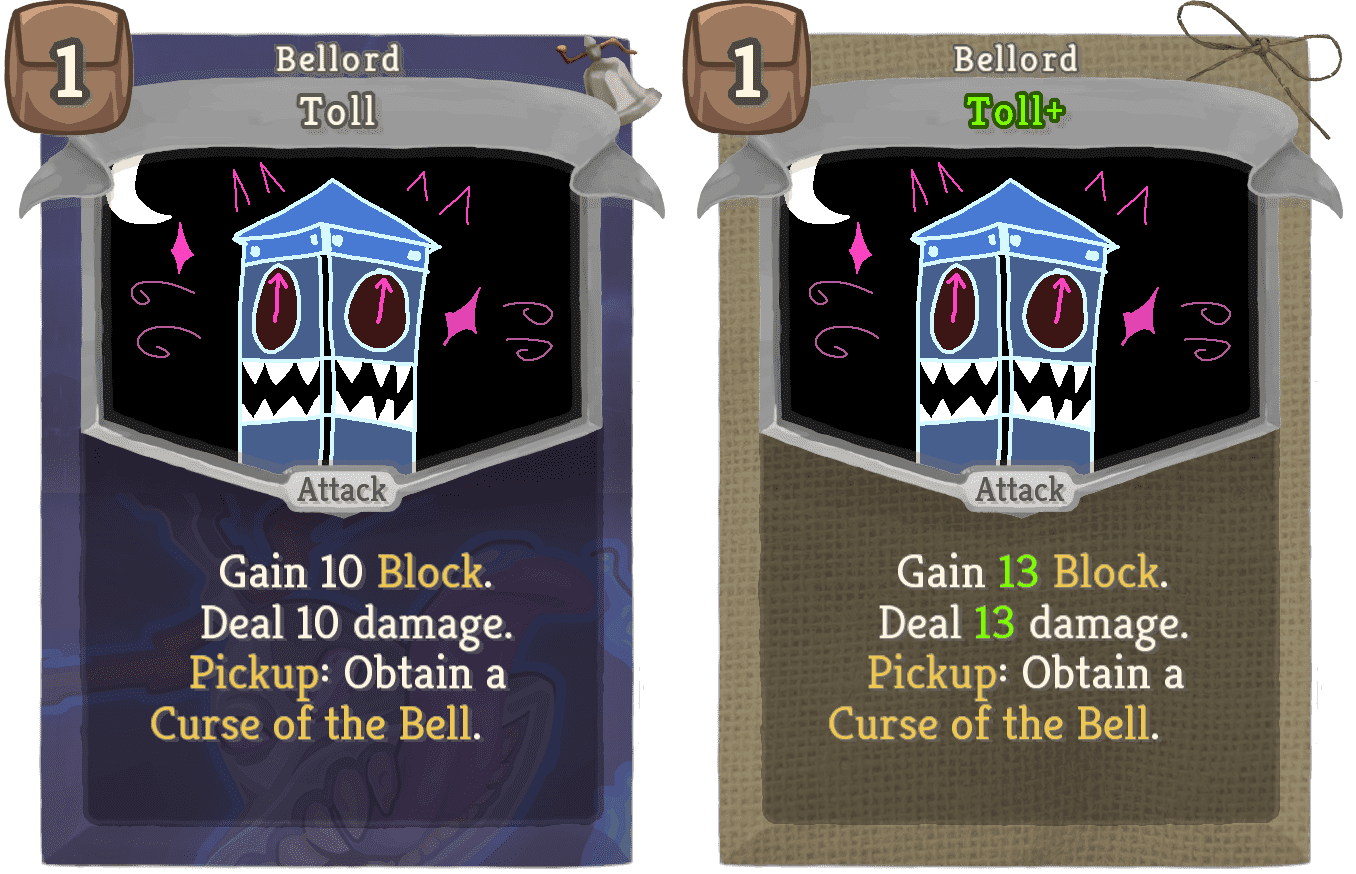 1
Bellord
Toll
Attack
Gain 10 Block.
Deal 10 damage.
Pickup: Obtain a
Curse of the Bell.
1
Bellord
Toll+
Attack
Gain 13 Block.
Deal 13 damage.
Pickup: Obtain a
Curse of the Bell.